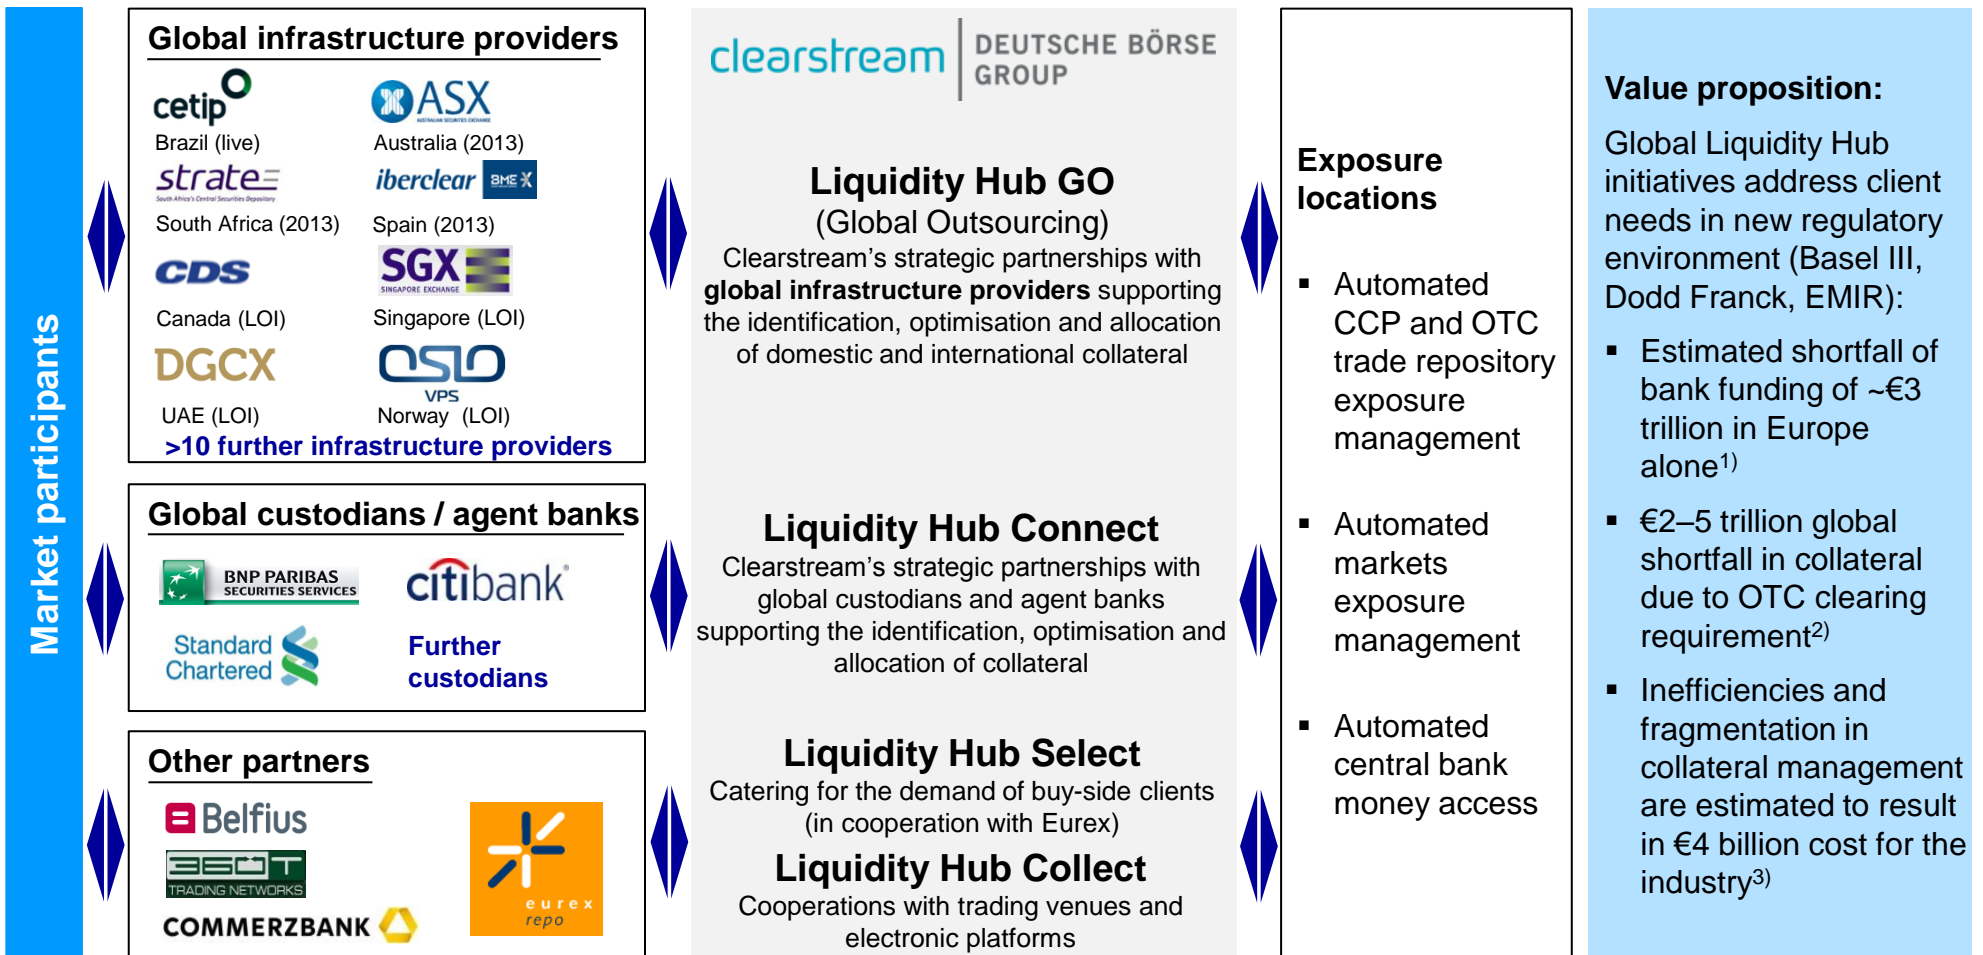 Market participants
Global infrastructure providers
cetip
ASX
AUSTRALIAN SECURITIES EXCHANGE
Brazil (live)
Australia (2013)
strate
South Africa's Central Securities Depository
iberclear BME X
South Africa (2013)
Spain (2013)
CDS
SGX
SINGAPORE EXCHANGE
Canada (LOI)
Singapore (LOI)
DGCX
OSLO
VPS
UAE (LOI)
Norway (LOI)
>10 further infrastructure providers
Global custodians / agent banks
BNP PARIBAS
SECURITIES SERVICES
citibank
Standard
Chartered
Further
custodians
Other partners
Belfius
360T
TRADING NETWORKS
COMMERZBANK
eurex
repo
clearstream
DEUTSCHE BÖRSE
GROUP
Liquidity Hub GO
(Global Outsourcing)
Clearstream's strategic partnerships with
global infrastructure providers supporting
the identification, optimisation and allocation
of domestic and international collateral
Liquidity Hub Connect
Clearstream's strategic partnerships with
global custodians and agent banks
supporting the identification, optimisation and
allocation of collateral
Liquidity Hub Select
Catering for the demand of buy-side clients
(in cooperation with Eurex)
Liquidity Hub Collect
Cooperations with trading venues and
electronic platforms
Exposure
locations
▪ Automated
CCP and OTC
trade repository
exposure
management
▪ Automated
markets
exposure
management
▪ Automated
central bank
money access
Value proposition:
Global Liquidity Hub
initiatives address client
needs in new regulatory
environment (Basel III,
Dodd Franck, EMIR):
▪ Estimated shortfall of
bank funding of ~€3
trillion in Europe
alone1)
▪ €2–5 trillion global
shortfall in collateral
due to OTC clearing
requirement2)
▪ Inefficiencies and
fragmentation in
collateral management
are estimated to result
in €4 billion cost for the
industry3)